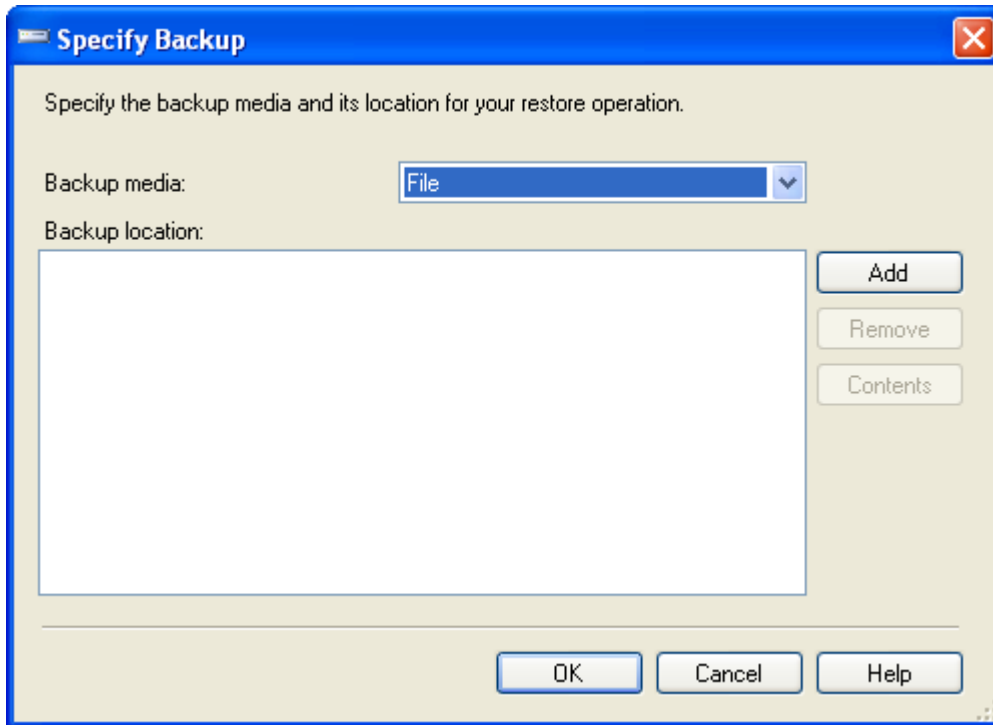 Specify Backup
Specify the backup media and its location for your restore operation.
Backup media:
File
Backup location:
Add
Remove
Contents
OK
Cancel
Help